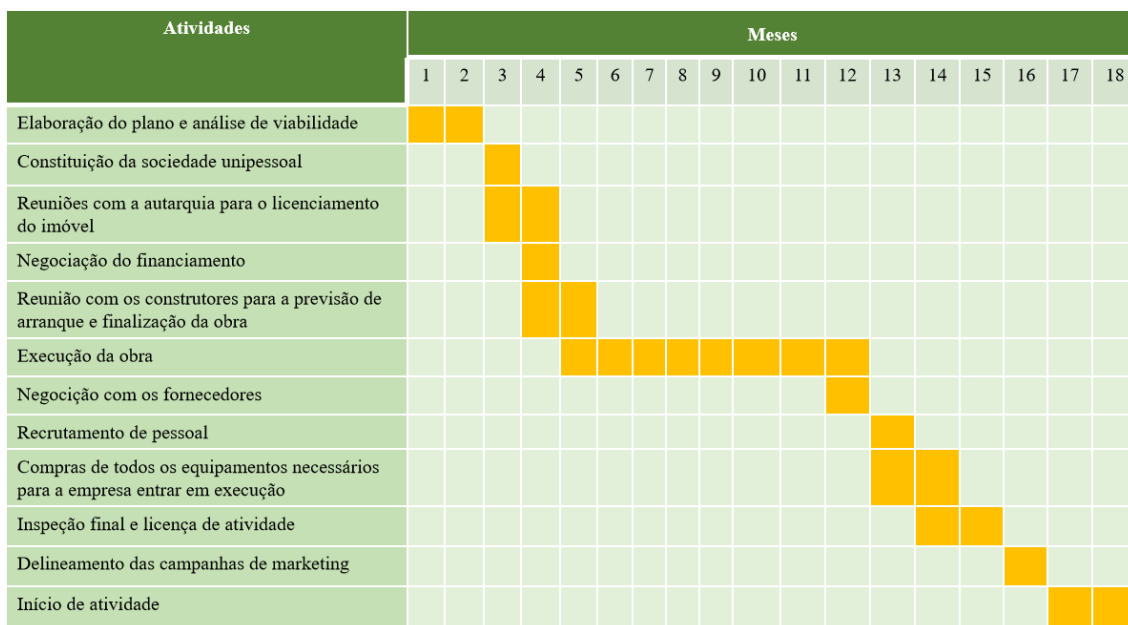 Atividades
Meses
1 2 3 4 5 6 7 8 9 10 11 12 13 14 15 16 17 18
Elaboração do plano e análise de viabilidade
Constituição da sociedade unipessoal
Reuniões com a autarquia para o licenciamento
do imóvel
Negociação do financiamento
Reunião com os construtores para a previsão de
arranque e finalização da obra
Execução da obra
Negocição com os fornecedores
Recrutamento de pessoal
Compras de todos os equipamentos necessários
para a empresa entrar em execução
Inspeção final e licença de atividade
Delineamento das campanhas de marketing
Início de atividade